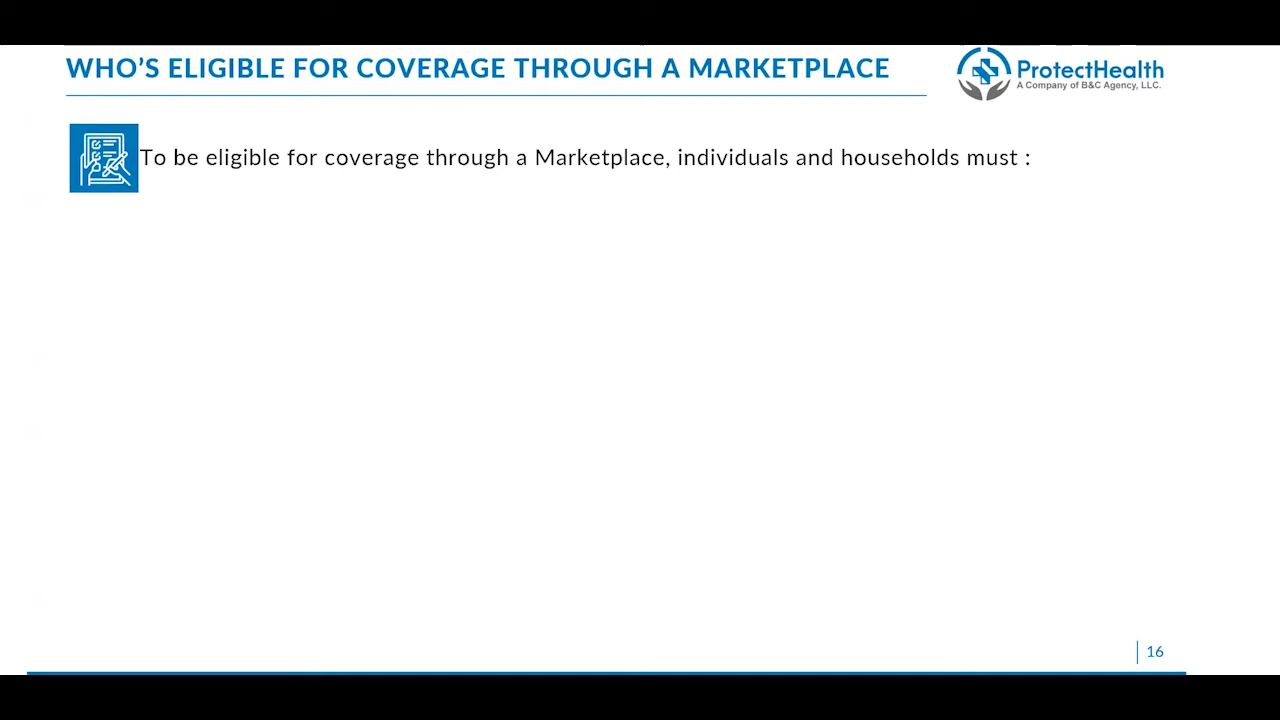 WHO’S ELIGIBLE FOR COVERAGE THROUGH A MARKETPLACE
ProtectHealth
A Company of B&C Agency, LLC.
To be eligible for coverage through a Marketplace, individuals and households must :
16